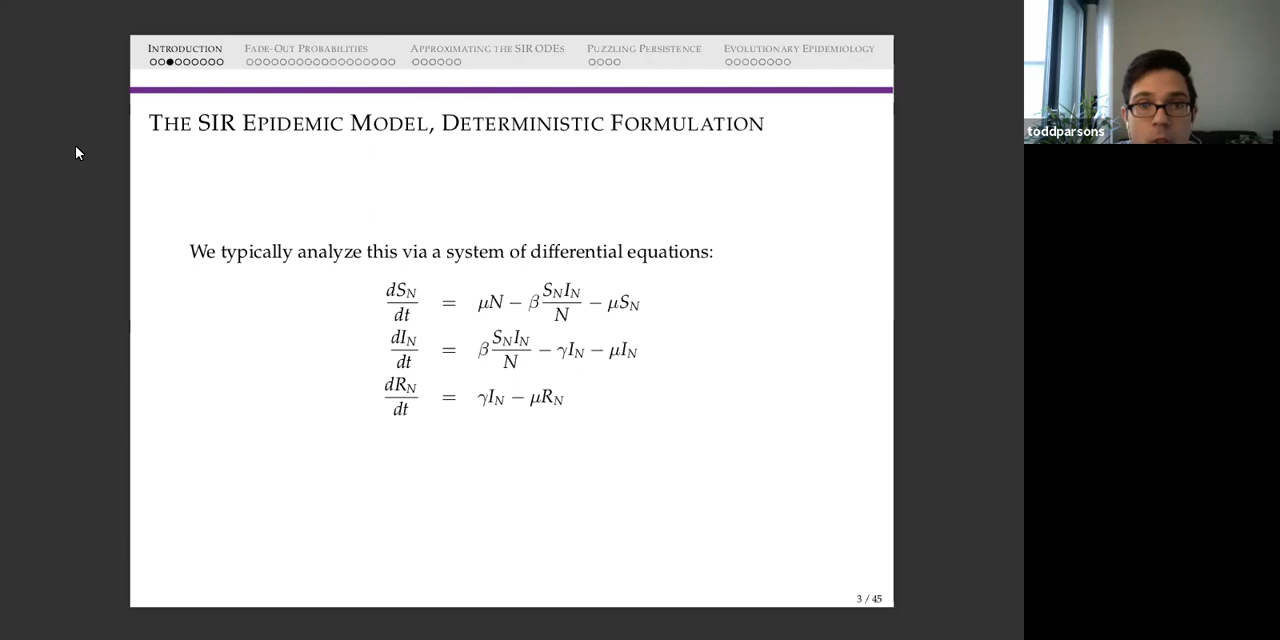 INTRODUCTION FADE-OUT PROBABILITIES APPROXIMATING THE SIR ODES PUZZLING PERSISTENCE EVOLUTIONARY EPIDEMIOLOGY
THE SIR EPIDEMIC MODEL, DETERMINISTIC FORMULATION
toddparsons
We typically analyze this via a system of differential equations:
dS_N/dt = μN − β S_N I_N/N − μS_N
dI_N/dt = β S_N I_N/N − γI_N − μI_N
dR_N/dt = γI_N − μR_N
3 / 45